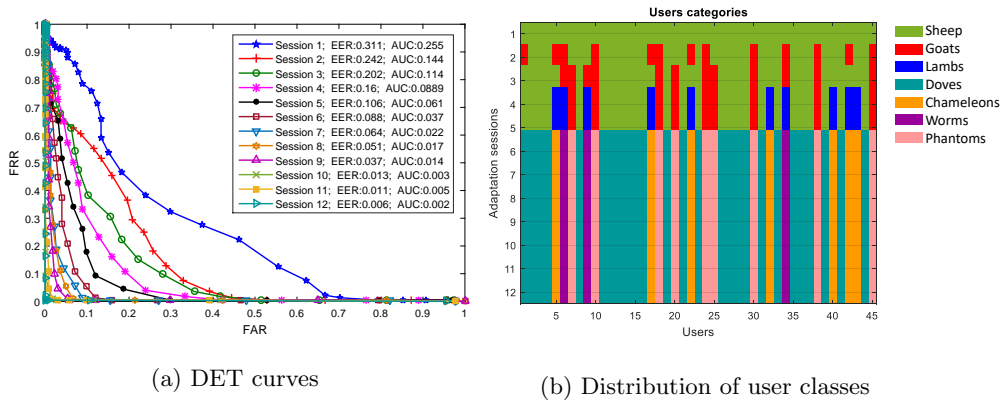 Session 1; EER:0.311; AUC:0.255
Session 2; EER:0.242; AUC:0.144
Session 3; EER:0.202; AUC:0.114
Session 4; EER:0.16; AUC:0.0889
Session 5; EER:0.106; AUC:0.061
Session 6; EER:0.088; AUC:0.037
Session 7; EER:0.064; AUC:0.022
Session 8; EER:0.051; AUC:0.017
Session 9; EER:0.037; AUC:0.014
Session 10; EER:0.013; AUC:0.003
Session 11; EER:0.011; AUC:0.005
Session 12; EER:0.006; AUC:0.002
FRR
1
0.9
0.8
0.7
0.6
0.5
0.4
0.3
0.2
0.1
0
0 0.1 0.2 0.3 0.4 0.5 0.6 0.7 0.8 0.9 1
FAR
(a) DET curves
Users categories
Adaptation sessions
1
2
3
4
5
6
7
8
9
10
11
12
5 10 15 20 25 30 35 40 45
Users
Sheep
Goats
Lambs
Doves
Chameleons
Worms
Phantoms
(b) Distribution of user classes